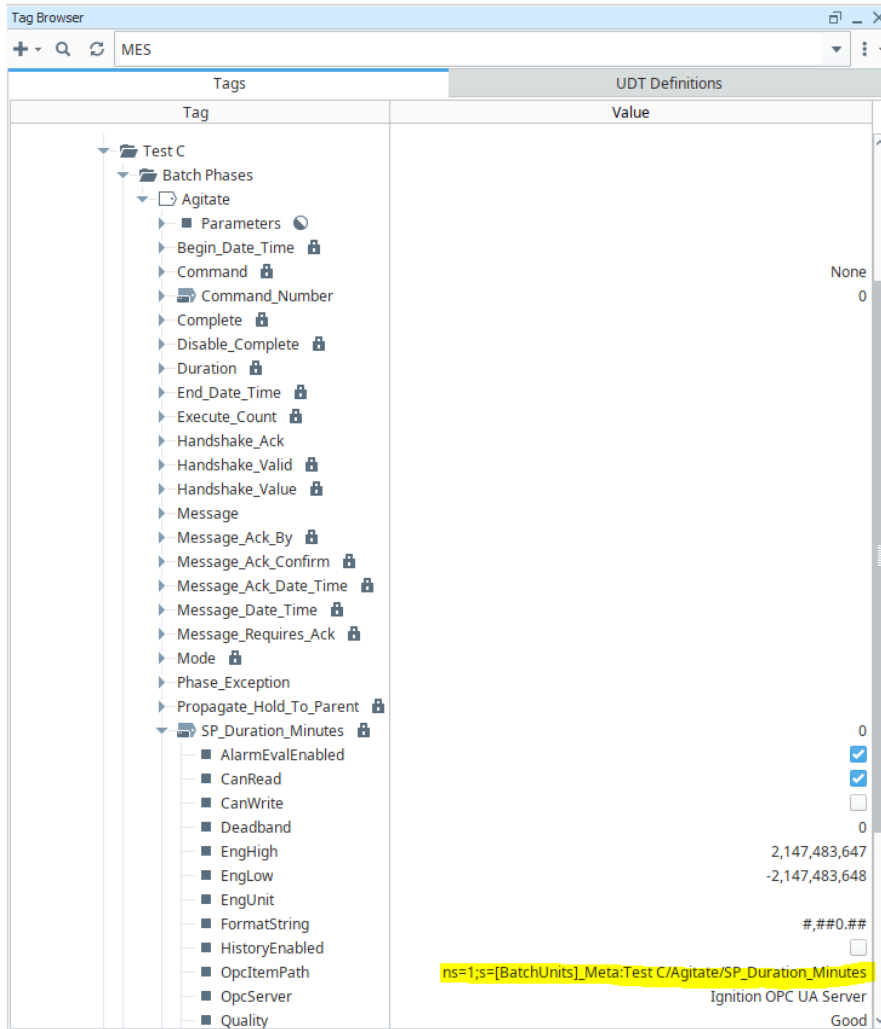 Tag Browser
MES
Tags UDT Definitions
Tag Value
Test C
Batch Phases
Agitate
Parameters
Begin_Date_Time
Command None
Command_Number 0
Complete
Disable_Complete
Duration
End_Date_Time
Execute_Count
Handshake_Ack
Handshake_Valid
Handshake_Value
Message
Message_Ack_By
Message_Ack_Confirm
Message_Ack_Date_Time
Message_Date_Time
Message_Requires_Ack
Mode
Phase_Exception
Propagate_Hold_To_Parent
SP_Duration_Minutes 0
AlarmEvalEnabled
CanRead
CanWrite
Deadband 0
EngHigh 2,147,483,647
EngLow -2,147,483,648
EngUnit
FormatString #,##0.##
HistoryEnabled
OpcItemPath ns=1;s=[BatchUnits]_Meta:Test C/Agitate/SP_Duration_Minutes
OpcServer Ignition OPC UA Server
Quality Good